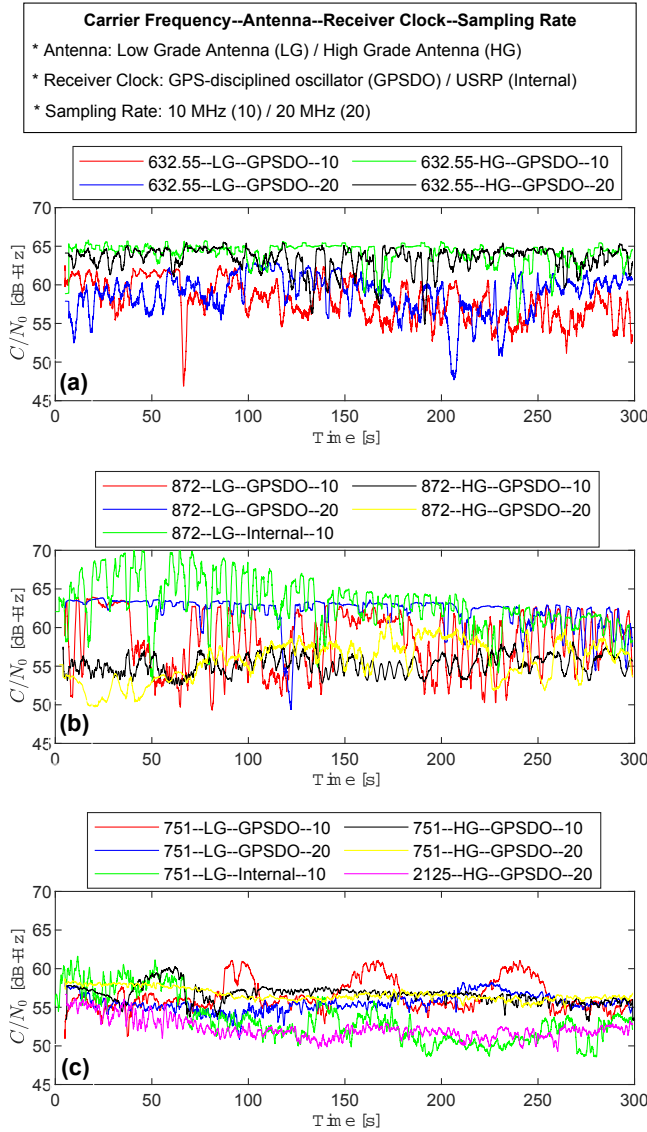 Carrier Frequency--Antenna--Receiver Clock--Sampling Rate
* Antenna: Low Grade Antenna (LG) / High Grade Antenna (HG)
* Receiver Clock: GPS-disciplined oscillator (GPSDO) / USRP (Internal)
* Sampling Rate: 10 MHz (10) / 20 MHz (20)
632.55--LG--GPSDO--10 632.55-HG--GPSDO--10
632.55--LG--GPSDO--20 632.55--HG--GPSDO--20
70
65
60
55
50
45
C/N0 [dB-Hz]
(a)
0 50 100 150 200 250 300
Time [s]
872--LG--GPSDO--10 872--HG--GPSDO--10
872--LG--GPSDO--20 872--HG--GPSDO--20
872--LG--Internal--10
70
65
60
55
50
45
C/N0 [dB-Hz]
(b)
0 50 100 150 200 250 300
Time [s]
751--LG--GPSDO--10 751--HG--GPSDO--10
751--LG--GPSDO--20 751--HG--GPSDO--20
751--LG--Internal--10 2125--HG--GPSDO--20
70
65
60
55
50
45
C/N0 [dB-Hz]
(c)
0 50 100 150 200 250 300
Time [s]